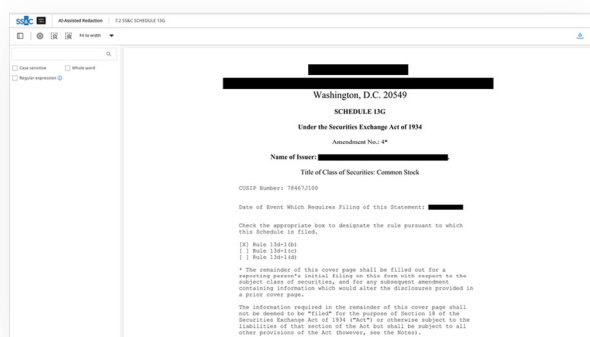 SS&C AI-Assisted Redaction 7.2 SS&C SCHEDULE 13G
Fit to width
Case sensitive Whole word
Regular expression
Washington, D.C. 20549
SCHEDULE 13G
Under the Securities Exchange Act of 1934
Amendment No.: 4*
Name of Issuer:
Title of Class of Securities: Common Stock
CUSIP Number: 78467J100
Date of Event Which Requires Filing of this Statement:
Check the appropriate box to designate the rule pursuant to which
this Schedule is filed.
[X] Rule 13d-1(b)
[ ] Rule 13d-1(c)
[ ] Rule 13d-1(d)
* The remainder of this cover page shall be filled out for a
reporting person's initial filing on this form with respect to the
subject class of securities, and for any subsequent amendment
containing information which would alter the disclosures provided in
a prior cover page.
The information required in the remainder of this cover page shall
not be deemed to be "filed" for the purpose of Section 18 of the
Securities Exchange Act of 1934 ("Act") or otherwise subject to the
liabilities of that section of the Act but shall be subject to all
other provisions of the Act (however, see the Notes).